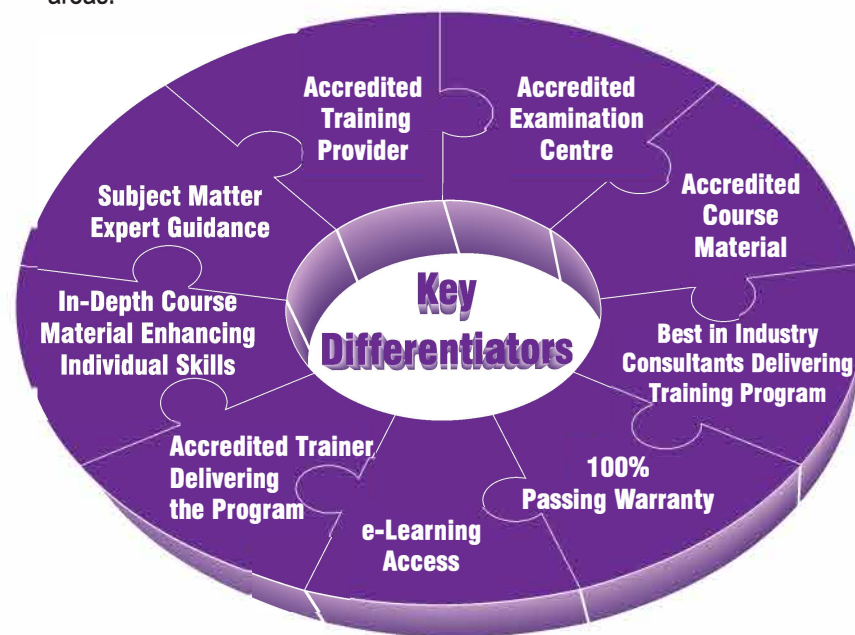 areas.
Accredited
Training
Provider
Accredited
Examination
Centre
Accredited
Course
Material
Best in Industry
Consultants Delivering
Training Program
100%
Passing Warranty
e-Learning
Access
Accredited Trainer
Delivering
the Program
In-Depth Course
Material Enhancing
Individual Skills
Subject Matter
Expert Guidance
Key
Differentiators